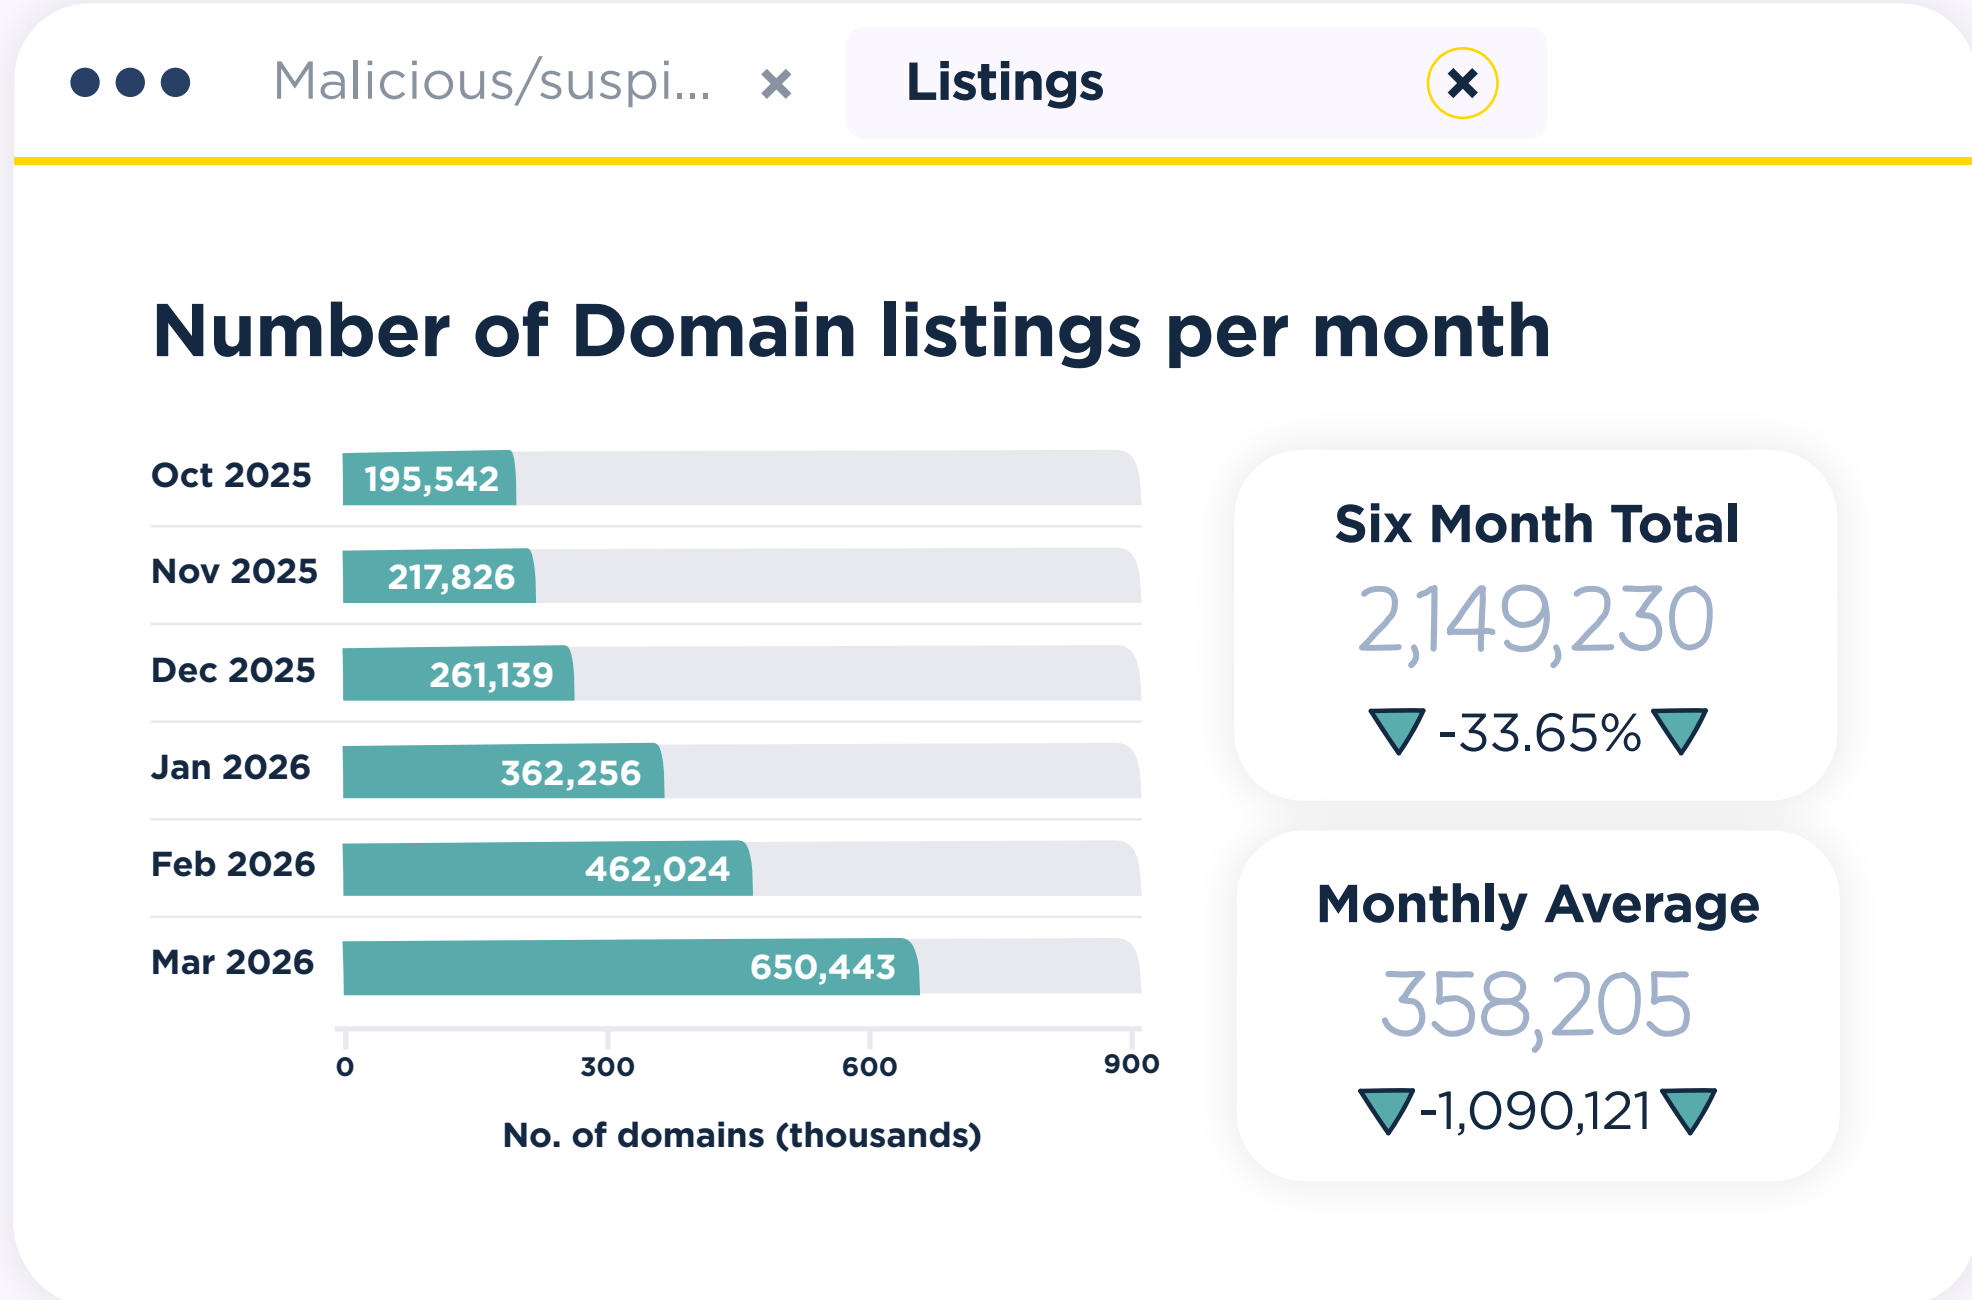 Malicious/suspi...
Listings
Number of Domain listings per month
Oct 2025 195,542
Nov 2025 217,826
Dec 2025 261,139
Jan 2026 362,256
Feb 2026 462,024
Mar 2026 650,443
0 300 600 900
No. of domains (thousands)
Six Month Total
2,149,230
-33.65%
Monthly Average
358,205
-1,090,121